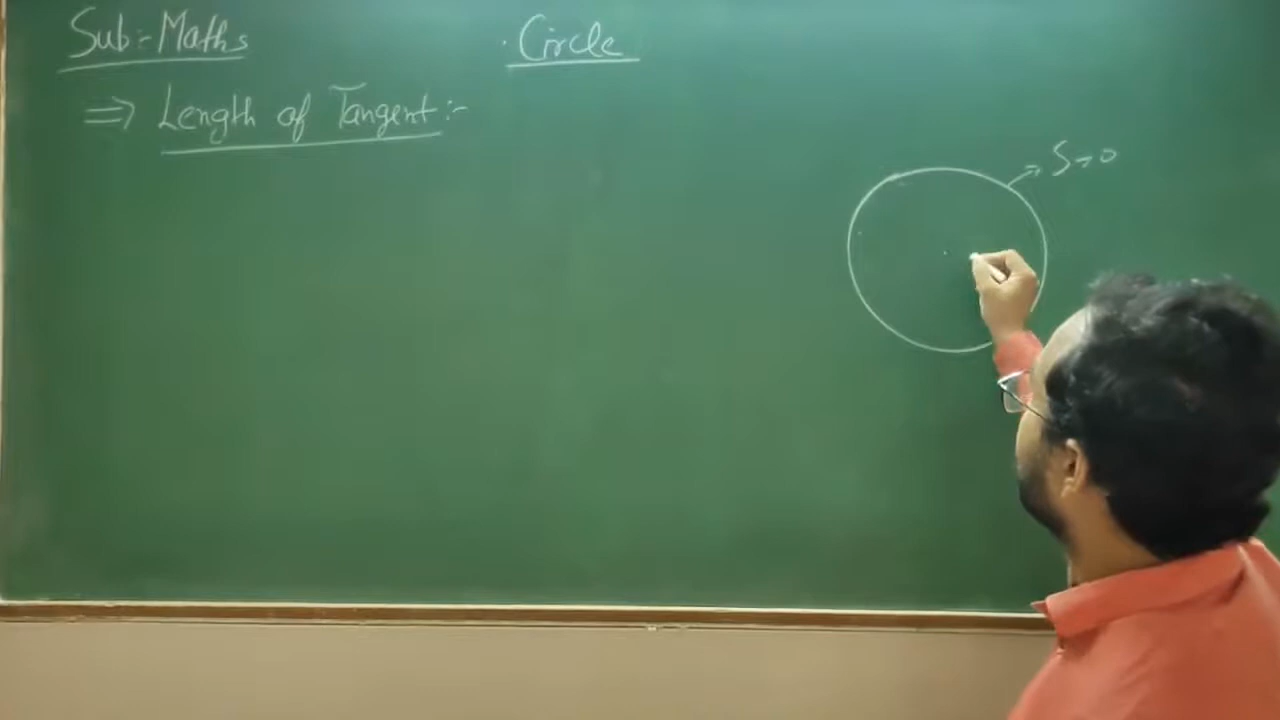 Sub:- Maths
Circle
⇒ Length of Tangent:-
S → 0